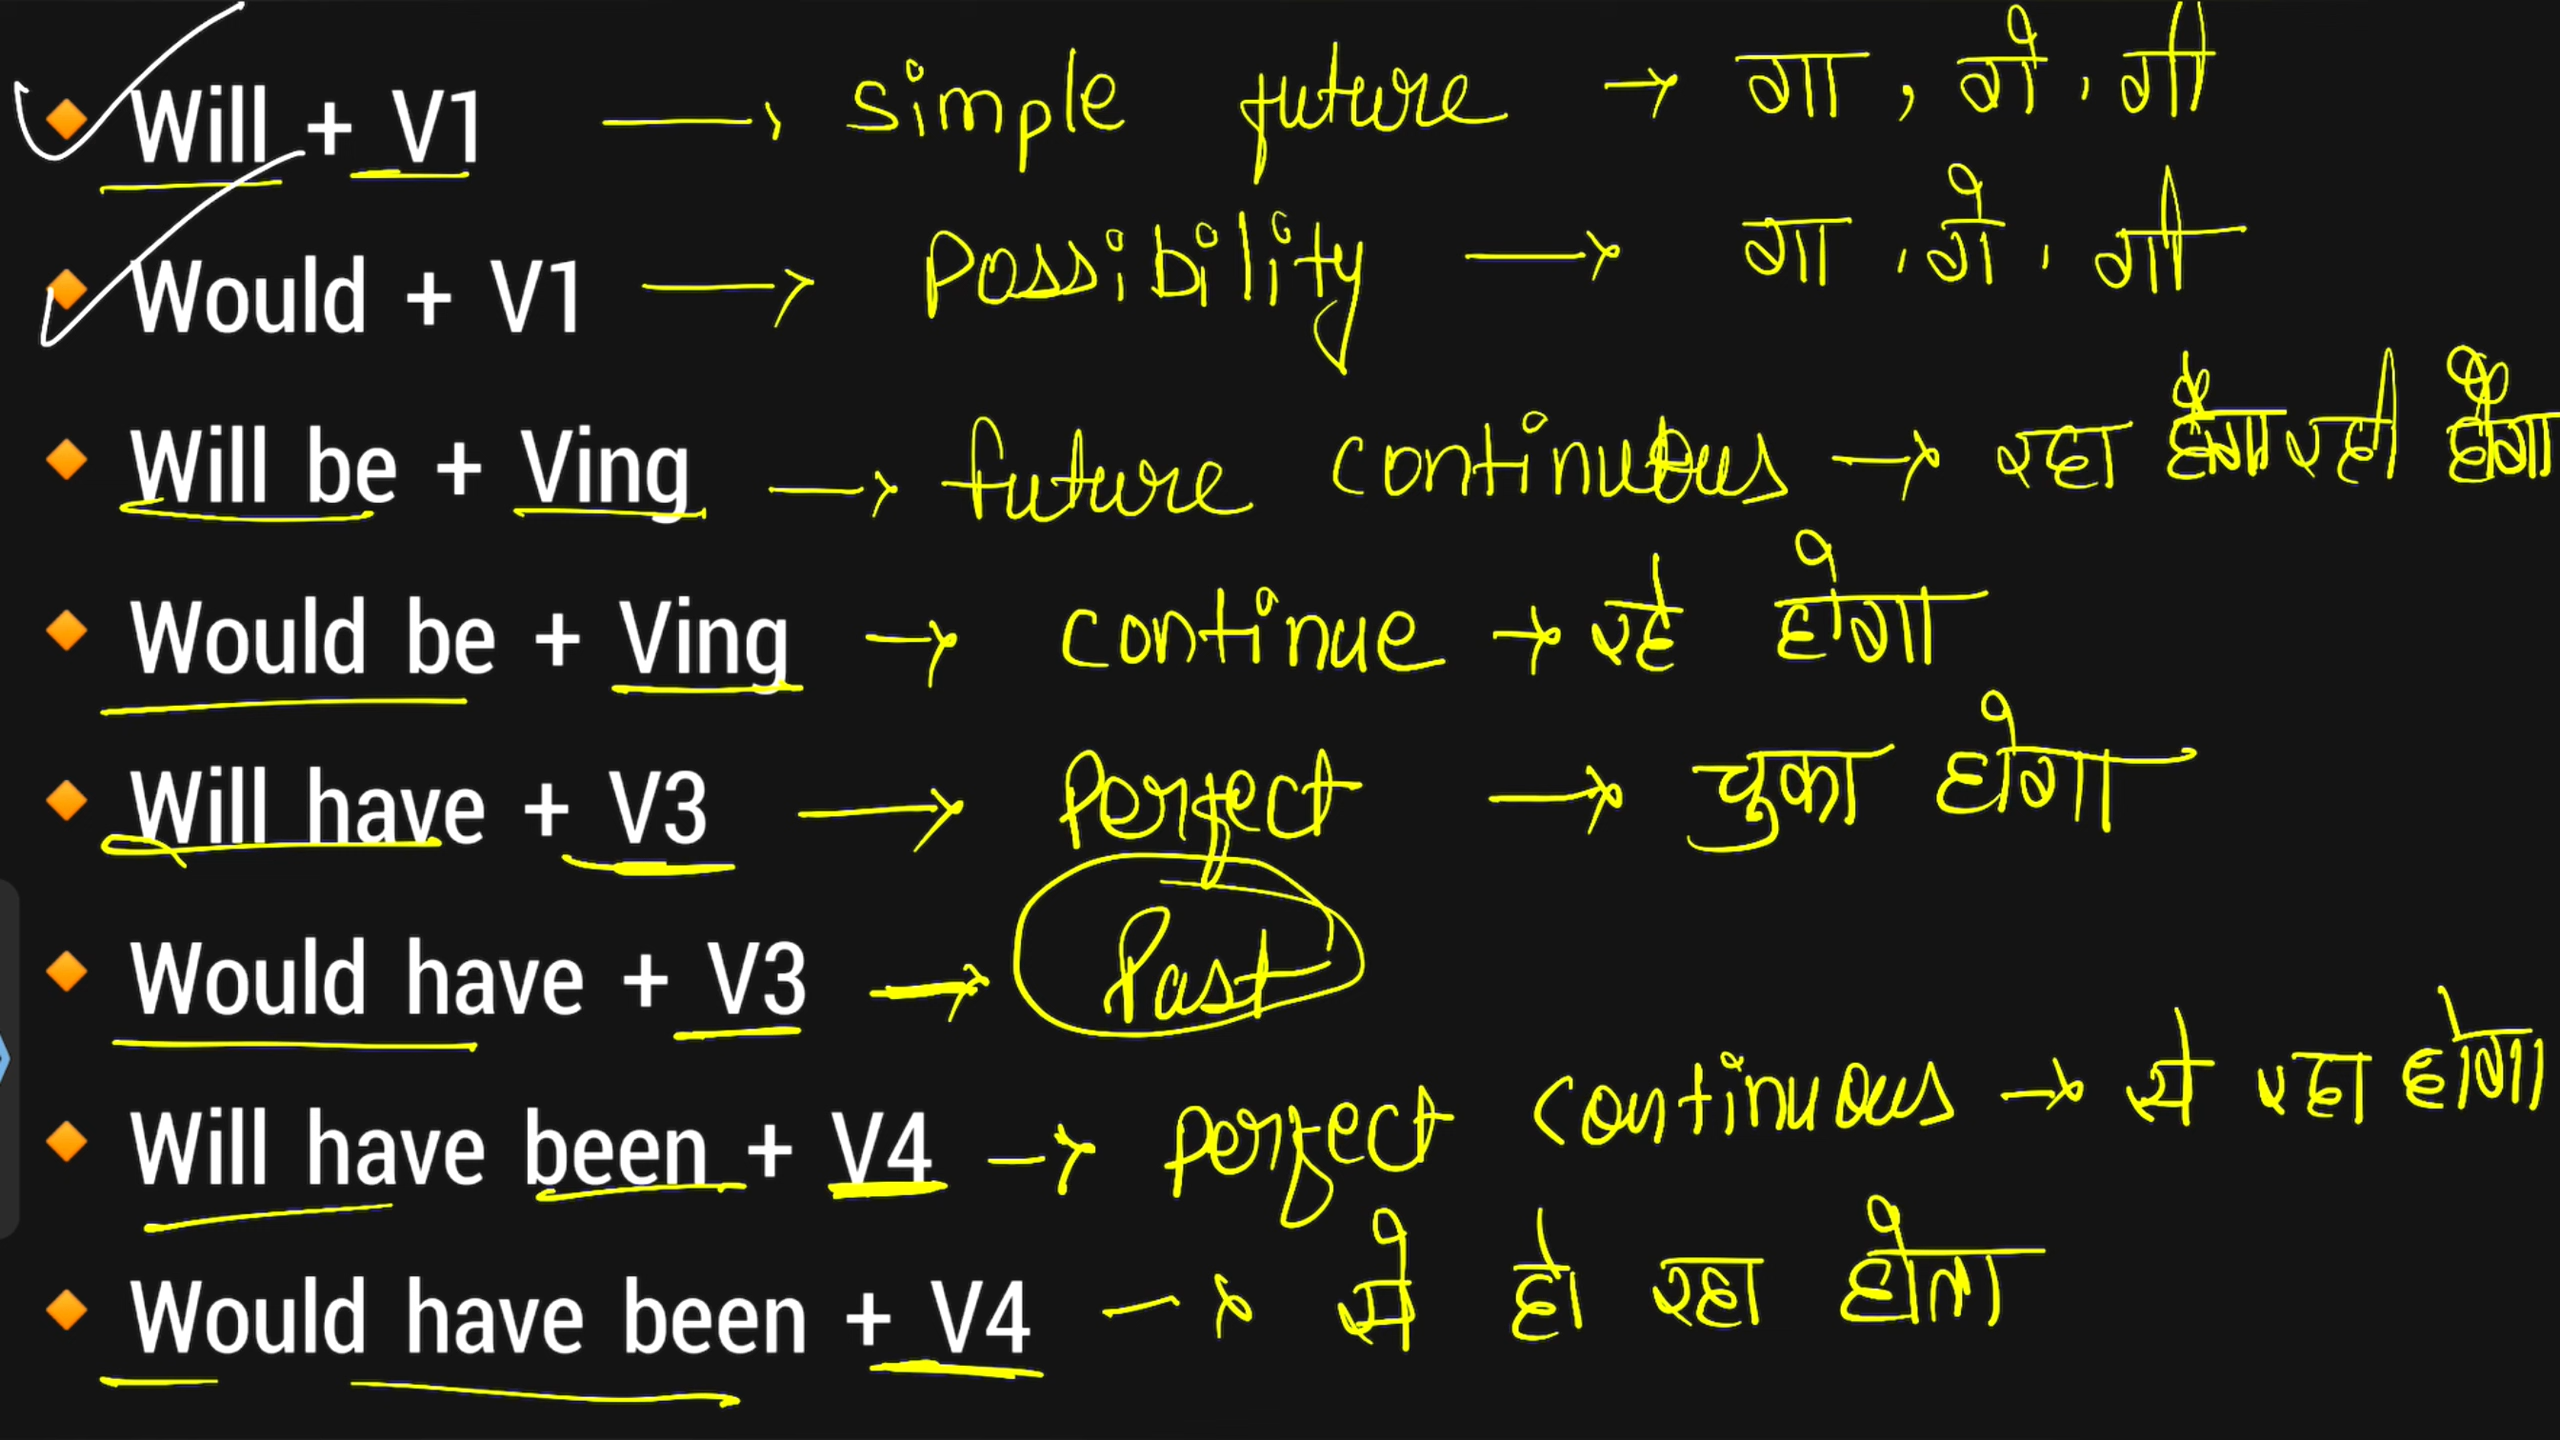 Will + V1 → simple future → गा, गे, गी
Would + V1 → Possibility → गा, गे, गी
Will be + Ving → future continuous → रहा होगा रही होगा
Would be + Ving → continue → रहे होगा
Will have + V3 → Perfect → चुका होगा
Would have + V3 → Past
Will have been + V4 → perfect continuous → से रहा होगा
Would have been + V4 → से हो रहा होता